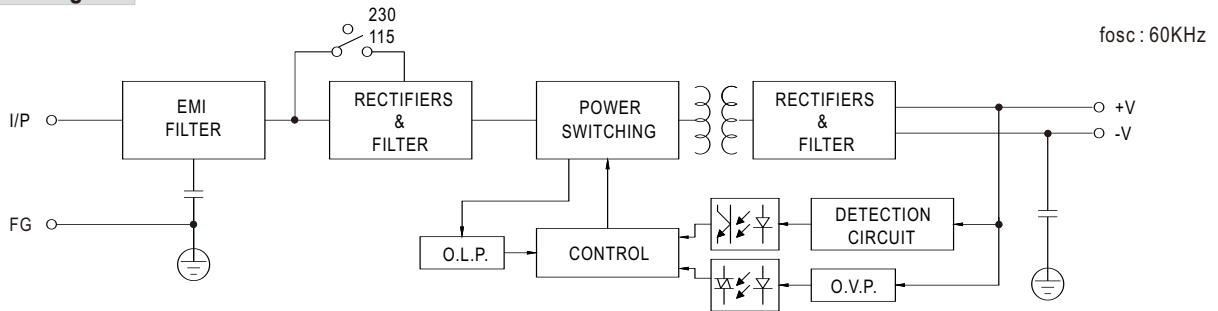 230
115
fosc : 60KHz
I/P
EMI
FILTER
RECTIFIERS
&
FILTER
POWER
SWITCHING
RECTIFIERS
&
FILTER
+V
-V
FG
O.L.P.
CONTROL
DETECTION
CIRCUIT
O.V.P.